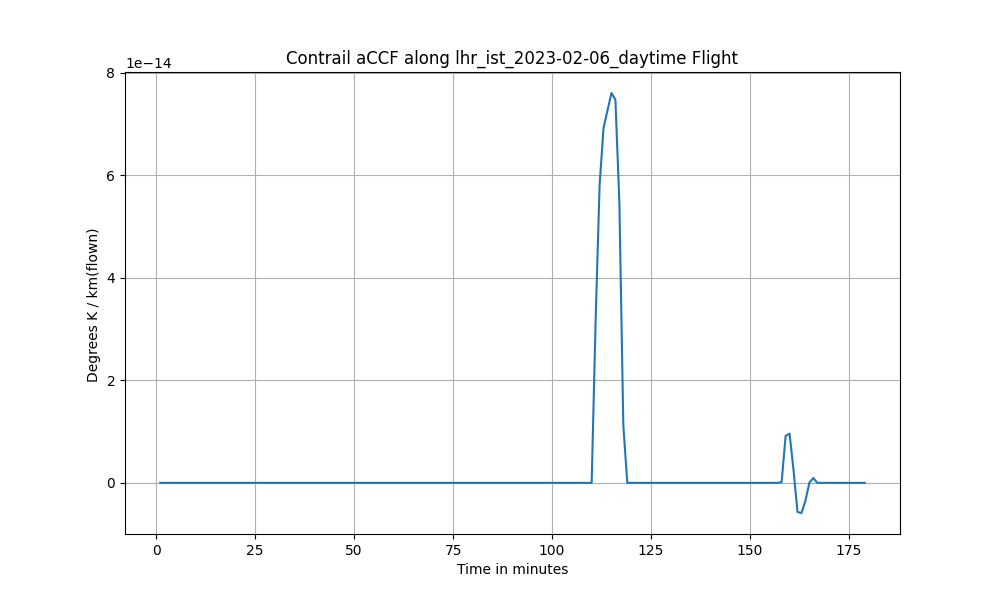 Contrail aCCF along lhr_ist_2023-02-06_daytime Flight
1e−14
8
6
4
2
0
Degrees K / km(flown)
0 25 50 75 100 125 150 175
Time in minutes